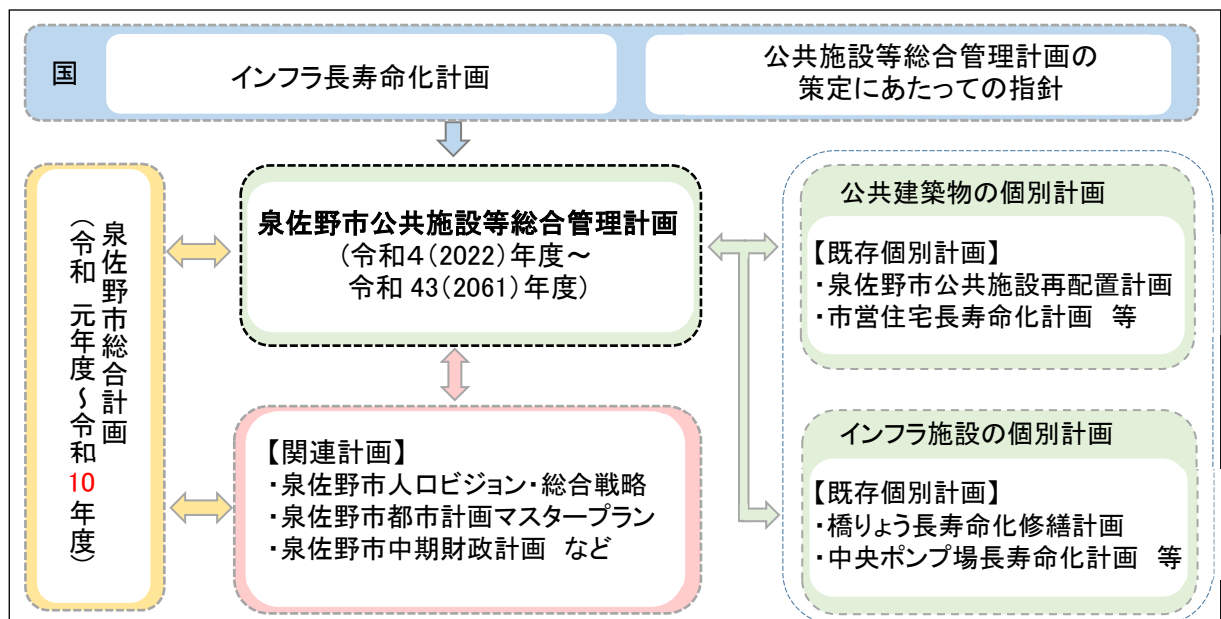 国
インフラ長寿命化計画
公共施設等総合管理計画の
策定にあたっての指針
泉佐野市総合計画
（令和 元年度～令和10年度）
泉佐野市公共施設等総合管理計画
（令和4（2022）年度～
令和 43（2061）年度）
【関連計画】
・泉佐野市人口ビジョン・総合戦略
・泉佐野市都市計画マスタープラン
・泉佐野市中期財政計画 など
公共建築物の個別計画
【既存個別計画】
・泉佐野市公共施設再配置計画
・市営住宅長寿命化計画 等
インフラ施設の個別計画
【既存個別計画】
・橋りょう長寿命化修繕計画
・中央ポンプ場長寿命化計画 等